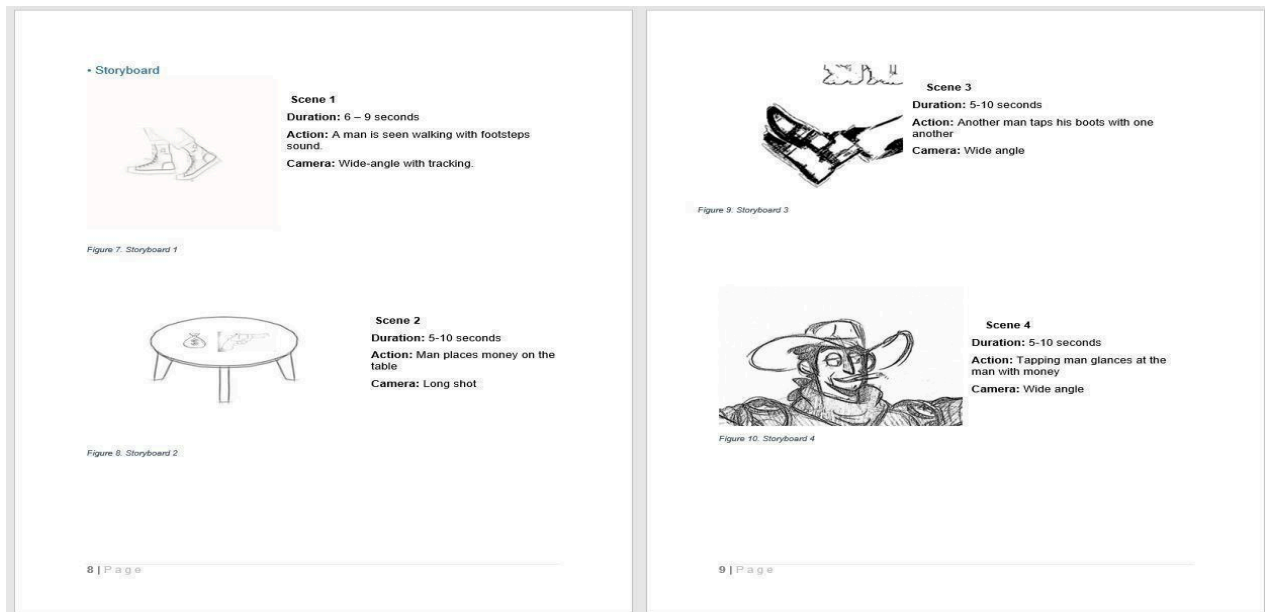 • Storyboard
Scene 1
Duration: 6 – 9 seconds
Action: A man is seen walking with footsteps
sound.
Camera: Wide-angle with tracking.
Figure 7. Storyboard 1
$
Scene 2
Duration: 5-10 seconds
Action: Man places money on the
table
Camera: Long shot
Figure 8. Storyboard 2
8 | Page
Scene 3
Duration: 5-10 seconds
Action: Another man taps his boots with one
another
Camera: Wide angle
Figure 9. Storyboard 3
Scene 4
Duration: 5-10 seconds
Action: Tapping man glances at the
man with money
Camera: Wide angle
Figure 10. Storyboard 4
9 | Page